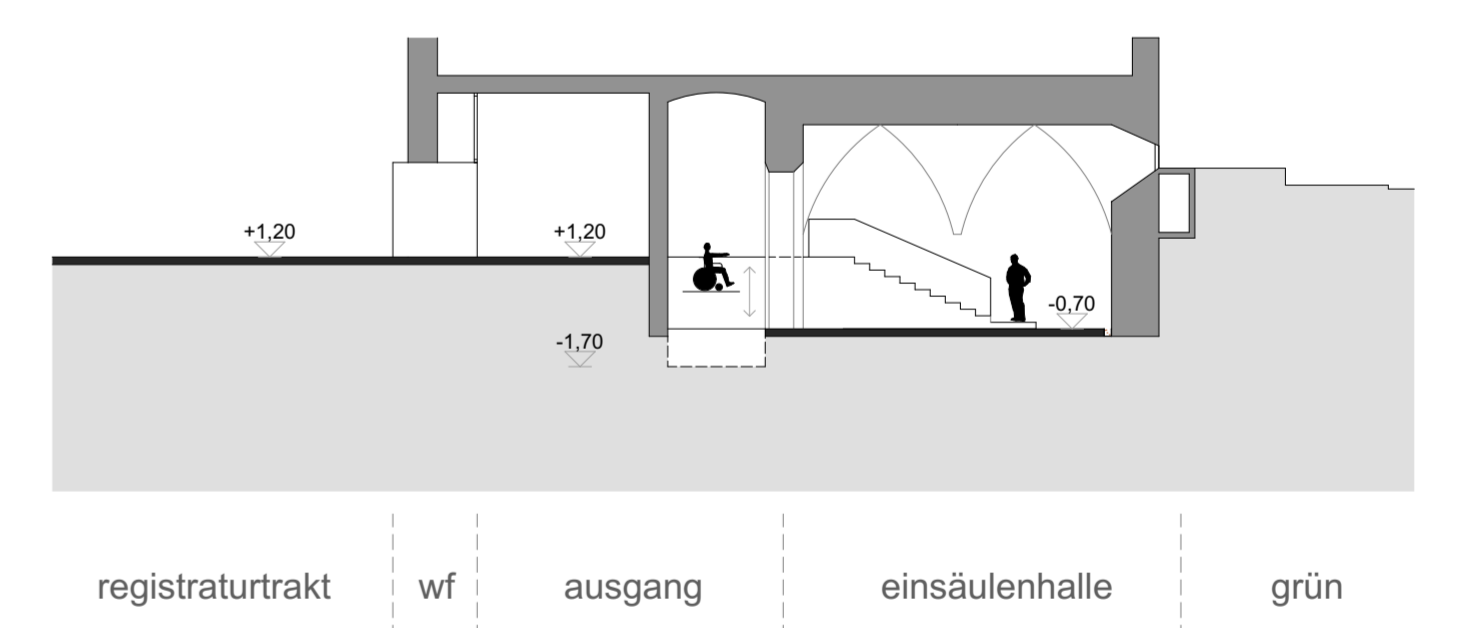 +1,20
+1,20
-0,70
-1,70
registraturtrakt
wf
ausgang
einsäulenhalle
grün